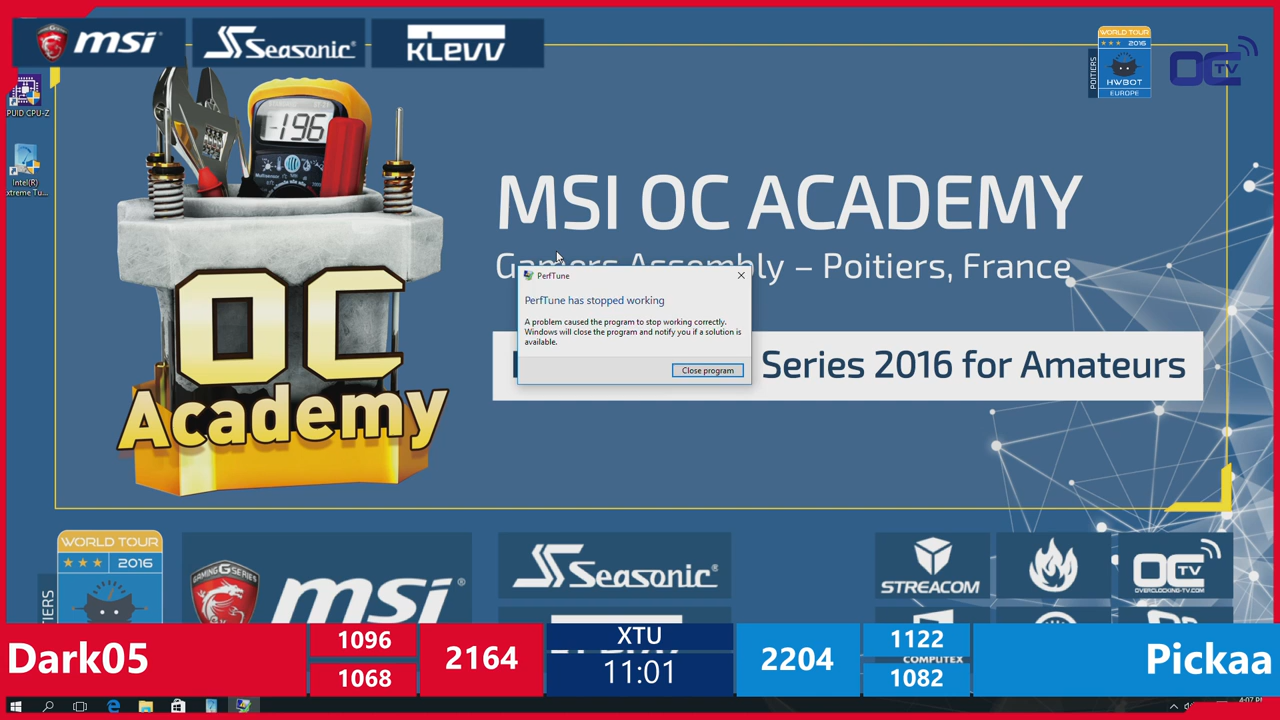 msi
Seasonic
KLEVV
WORLD TOUR
2016
POITIERS
HWBOT
EUROPE
OC TV
PUID CPU-Z
Intel(R)
xtreme Tu...
-196
MSI OC ACADEMY
Gamers Assembly – Poitiers, France
PerfTune
PerfTune has stopped working
A problem caused the program to stop working correctly.
Windows will close the program and notify you if a solution is
available.
Close program
Series 2016 for Amateurs
OC
Academy
WORLD TOUR
2016
IERS
GAMING G SERIES
msi
Seasonic
STREACOM
OC TV
OVERCLOCKING-TV.COM
Dark05
1096
1068
2164
XTU
11:01
2204
1122
COMPUTEX
1082
Pickaa